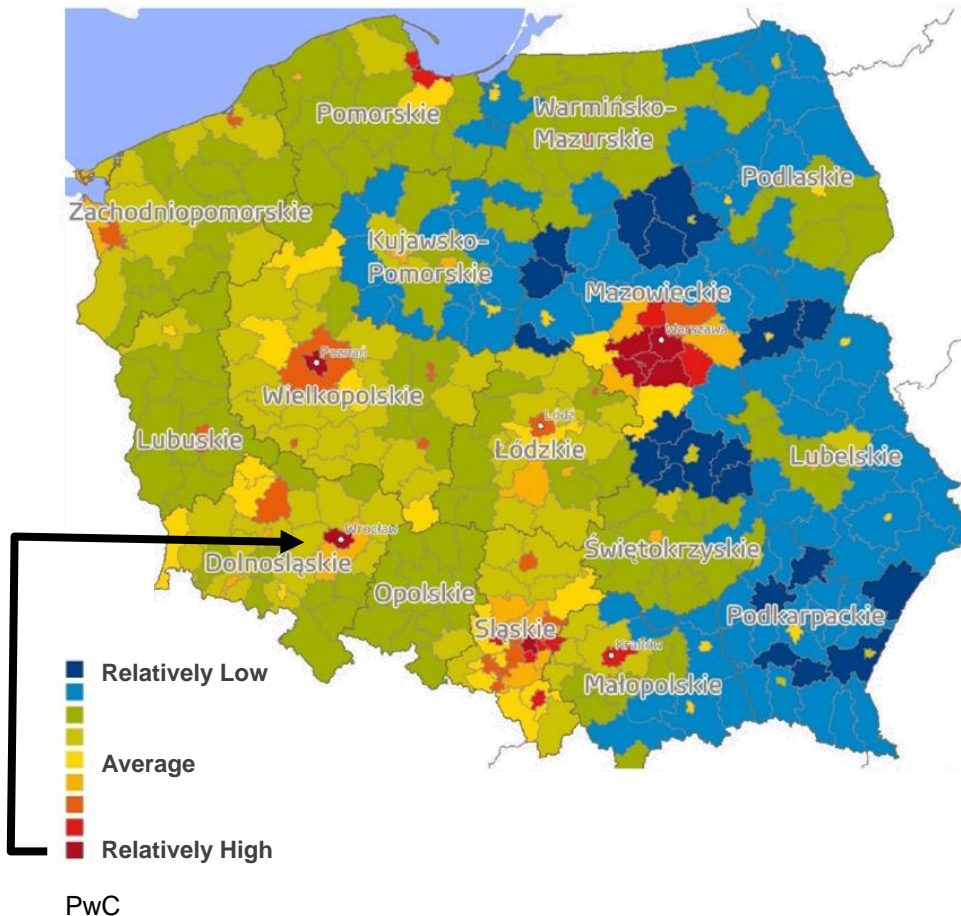 Pomorskie
Warmińsko-
Mazurskie
Podlaskie
Zachodniopomorskie
Kujawsko-
Pomorskie
Mazowieckie
Warszawa
Poznań
Wielkopolskie
Łódź
Łódzkie
Lubuskie
Lubelskie
Wrocław
Dolnośląskie
Świętokrzyskie
Opolskie
Śląskie
Podkarpackie
Kraków
Małopolskie
Relatively Low
Average
Relatively High
PwC